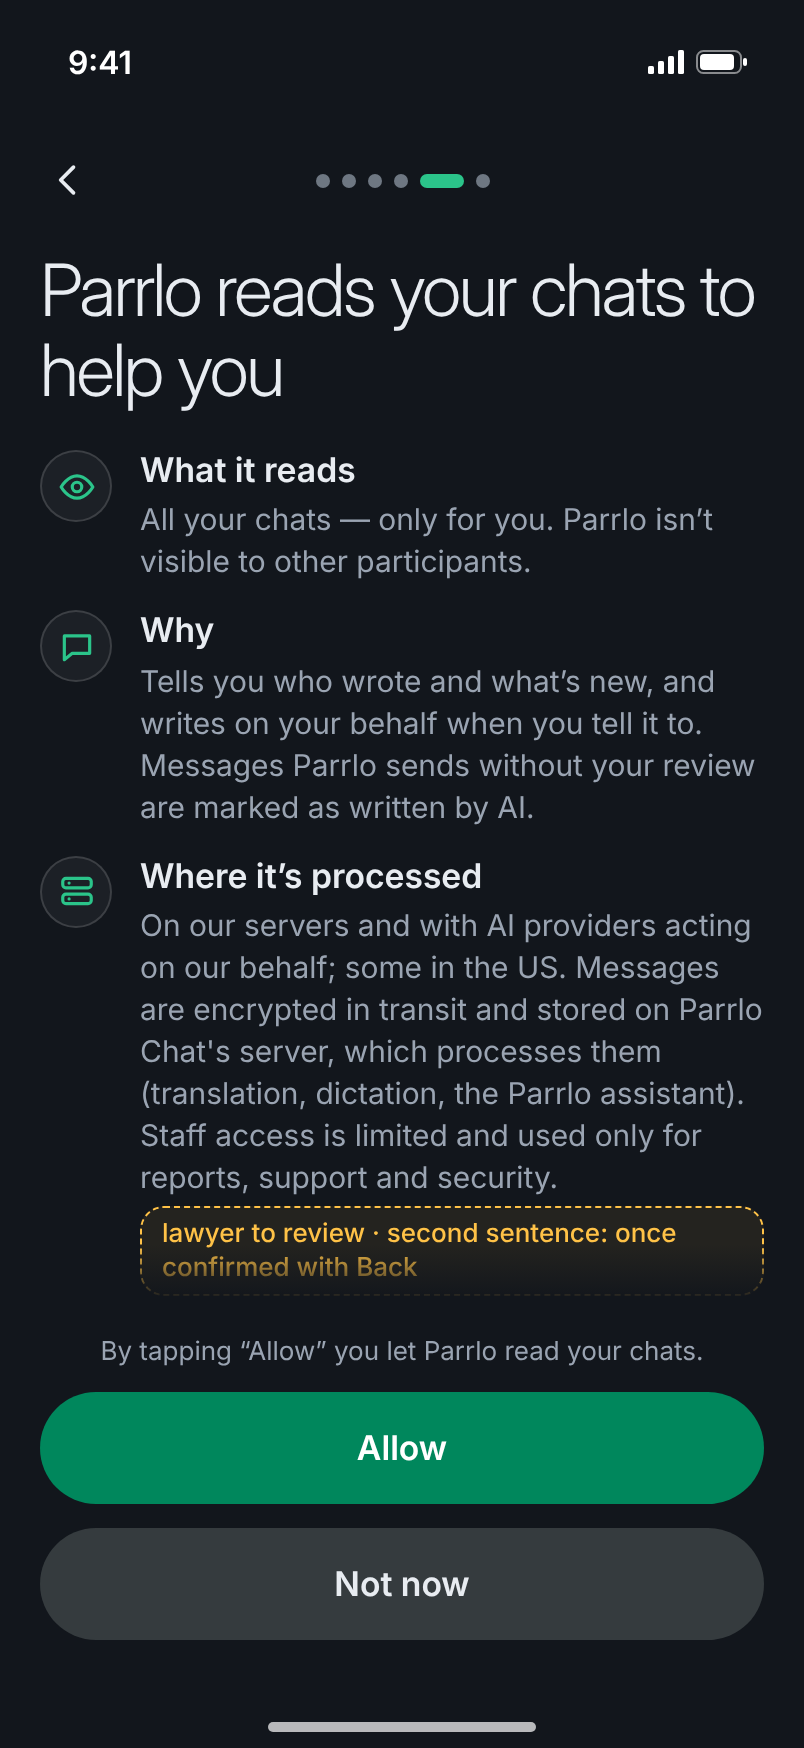 9:41
Parrlo reads your chats to
help you
What it reads
All your chats — only for you. Parrlo isn’t
visible to other participants.
Why
Tells you who wrote and what’s new, and
writes on your behalf when you tell it to.
Messages Parrlo sends without your review
are marked as written by AI.
Where it’s processed
On our servers and with AI providers acting
on our behalf; some in the US. Messages
are encrypted in transit and stored on Parrlo
Chat's server, which processes them
(translation, dictation, the Parrlo assistant).
Staff access is limited and used only for
reports, support and security.
lawyer to review · second sentence: once
confirmed with Back
By tapping “Allow” you let Parrlo read your chats.
Allow
Not now